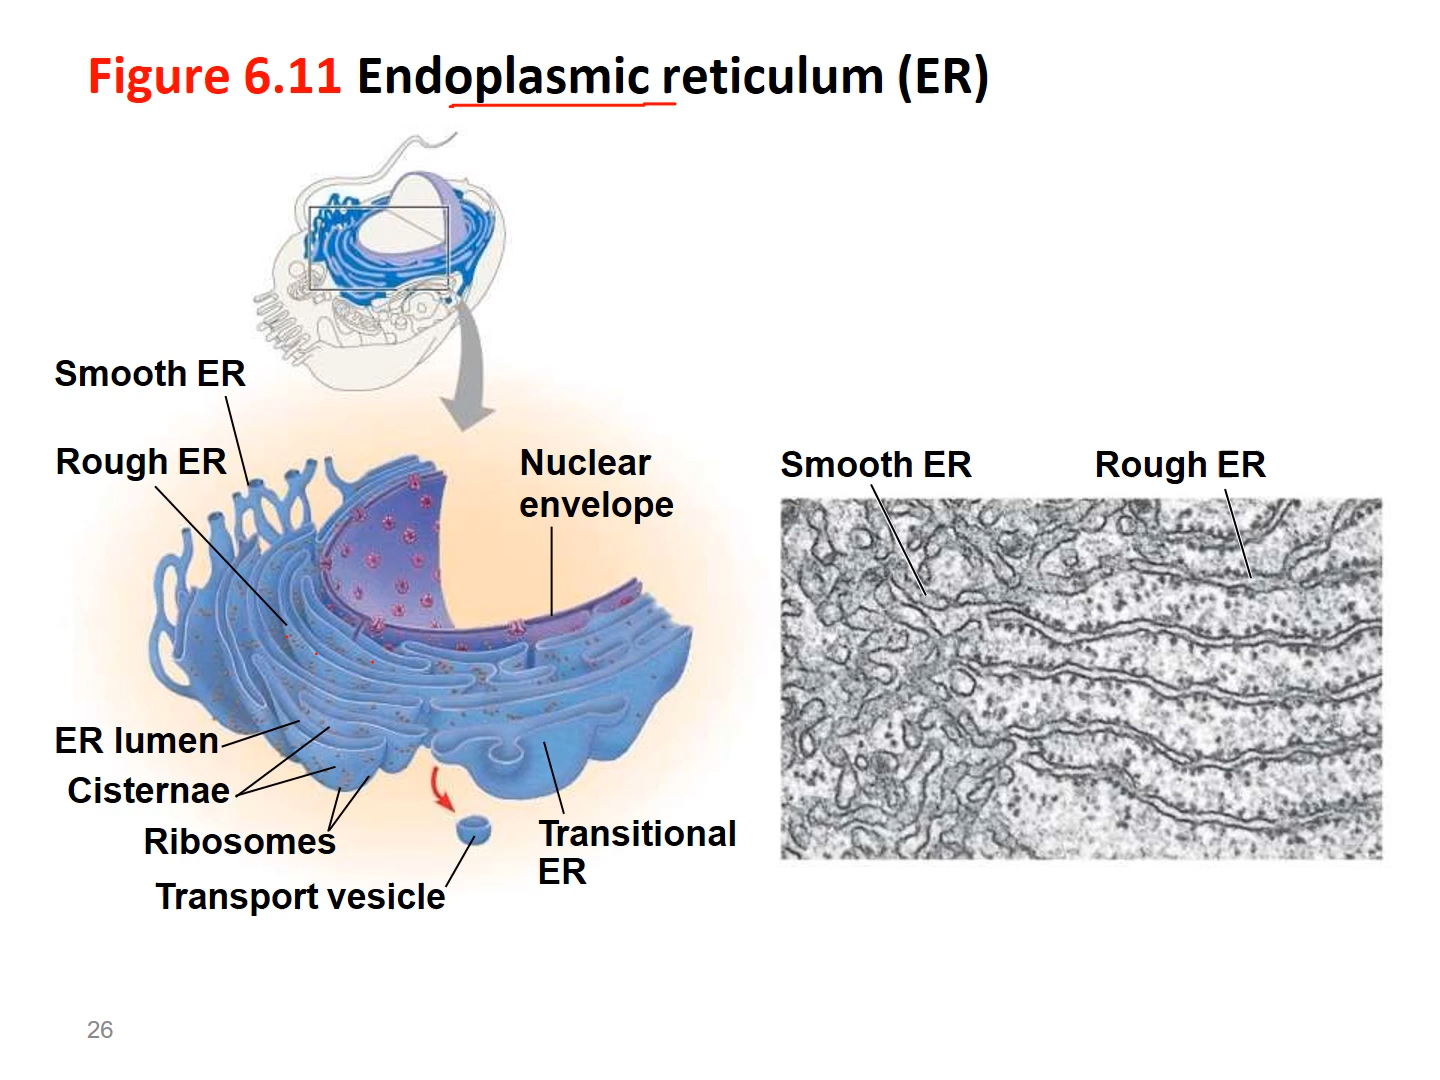 Figure 6.11 Endoplasmic reticulum (ER)
Smooth ER
Rough ER
Nuclear
envelope
ER lumen
Cisternae
Ribosomes
Transport vesicle
Transitional
ER
Smooth ER
Rough ER
26